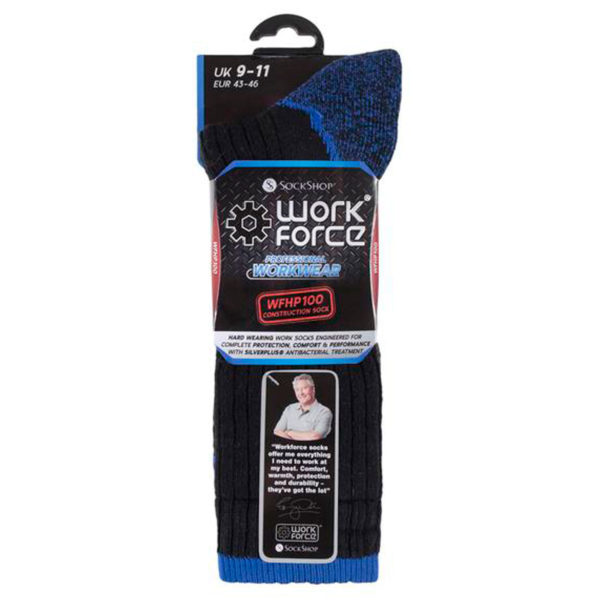 UK 9-11
EUR 43-46
SOCKSHOP
WORK
FORCE
PROFESSIONAL
WORKWEAR
WFHP100
CONSTRUCTION SOCK
WFHP100
WFHP100
HARD WEARING WORK SOCKS ENGINEERED FOR
COMPLETE PROTECTION, COMFORT & PERFORMANCE
WITH SILVERPLUS® ANTIBACTERIAL TREATMENT
"Workforce socks
offer me everything
I need to work at
my best. Comfort,
warmth, protection
and durability -
they've got the lot"
WORK
FORCE
SOCKSHOP